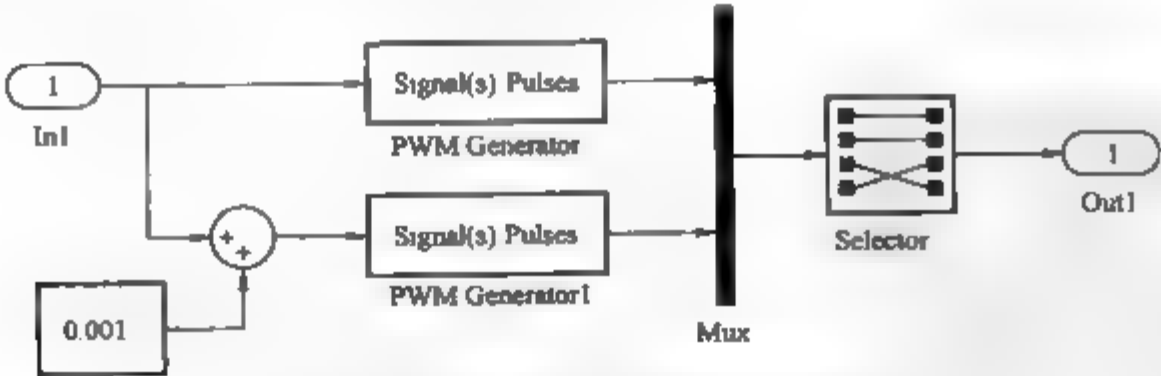 1
In1
Signal(s) Pulses
PWM Generator
+
+
Signal(s) Pulses
PWM Generator1
0.001
Mux
Selector
1
Out1